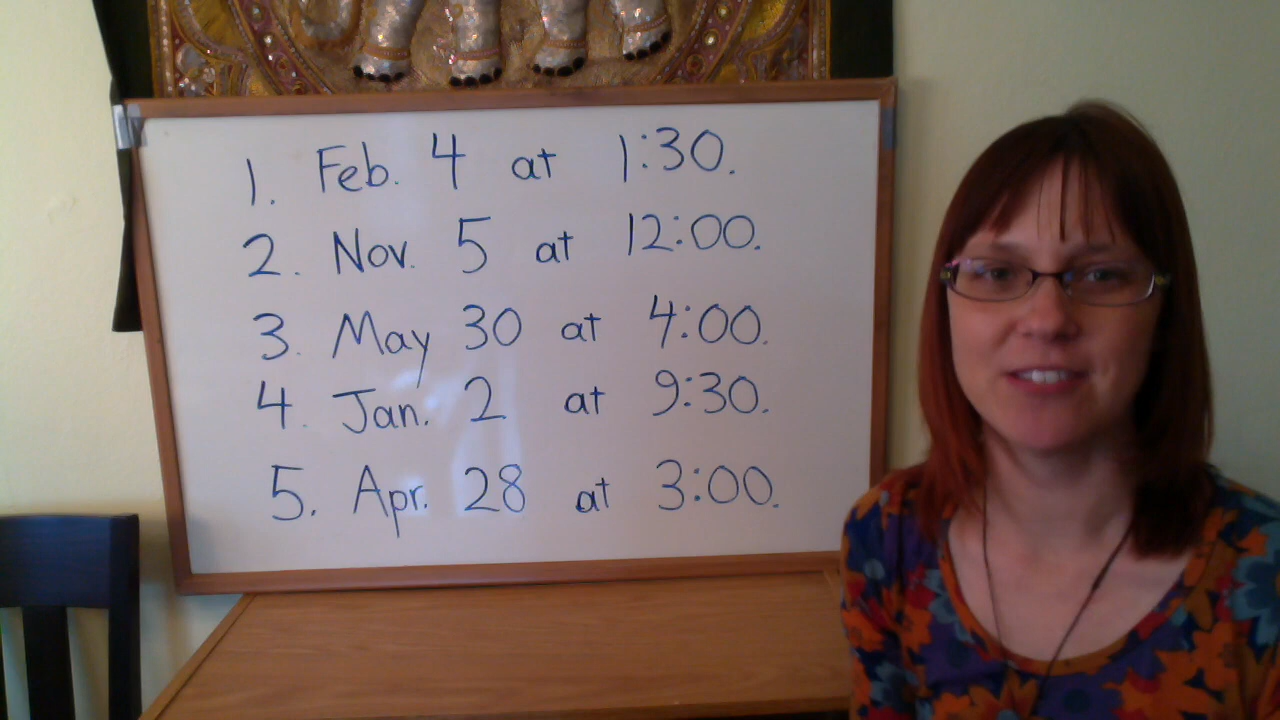 1. Feb. 4 at 1:30.
2. Nov. 5 at 12:00.
3. May 30 at 4:00.
4. Jan. 2 at 9:30.
5. Apr. 28 at 3:00.